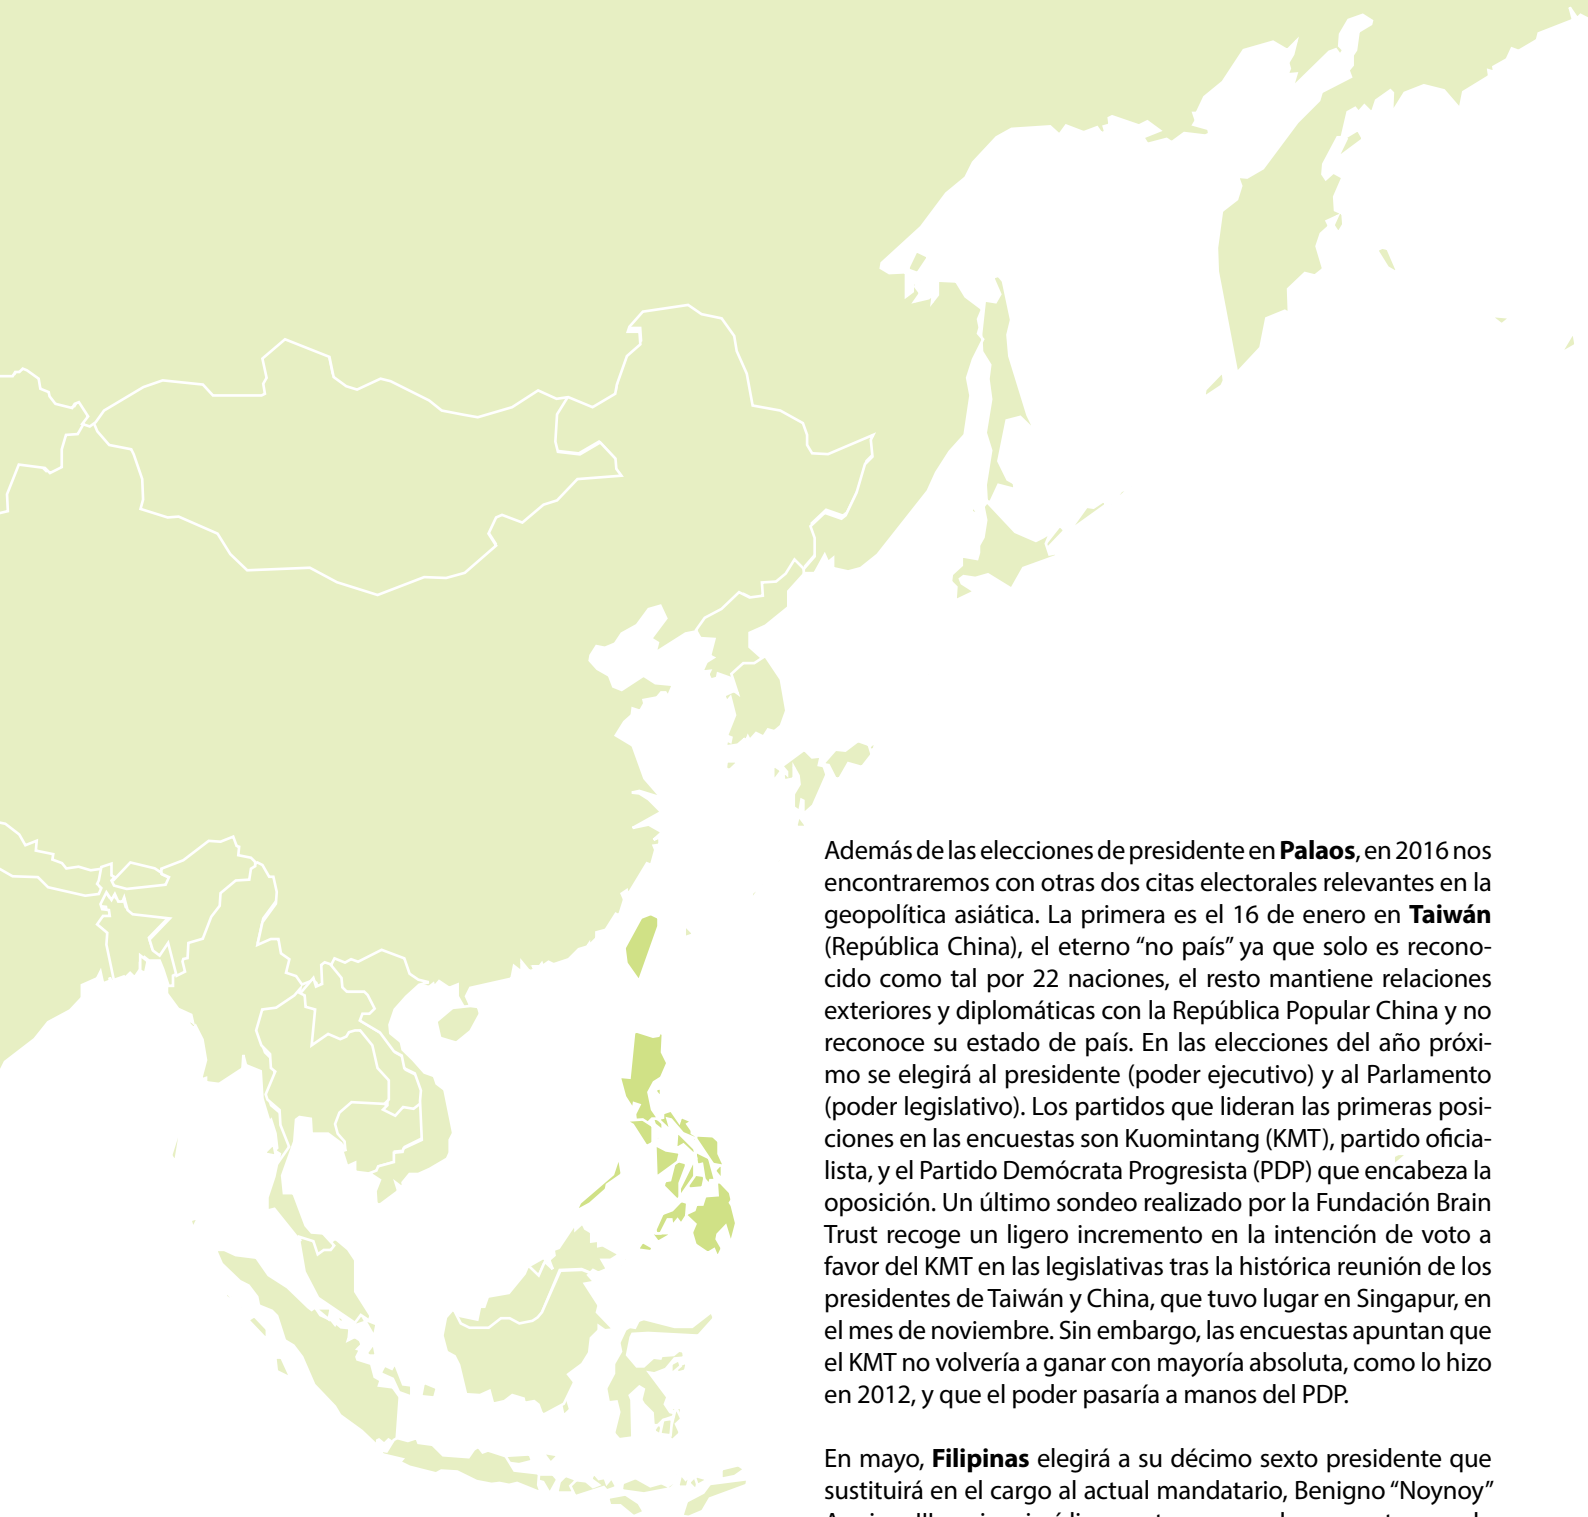 Además de las elecciones de presidente en Palaos, en 2016 nos
encontraremos con otras dos citas electorales relevantes en la
geopolítica asiática. La primera es el 16 de enero en Taiwán
(República China), el eterno “no país” ya que solo es recono-
cido como tal por 22 naciones, el resto mantiene relaciones
exteriores y diplomáticas con la República Popular China y no
reconoce su estado de país. En las elecciones del año próxi-
mo se elegirá al presidente (poder ejecutivo) y al Parlamento
(poder legislativo). Los partidos que lideran las primeras posi-
ciones en las encuestas son Kuomintang (KMT), partido oficia-
lista, y el Partido Demócrata Progresista (PDP) que encabeza la
oposición. Un último sondeo realizado por la Fundación Brain
Trust recoge un ligero incremento en la intención de voto a
favor del KMT en las legislativas tras la histórica reunión de los
presidentes de Taiwán y China, que tuvo lugar en Singapur, en
el mes de noviembre. Sin embargo, las encuestas apuntan que
el KMT no volvería a ganar con mayoría absoluta, como lo hizo
en 2012, y que el poder pasaría a manos del PDP.
En mayo, Filipinas elegirá a su décimo sexto presidente que
sustituirá en el cargo al actual mandatario, Benigno “Noynoy”